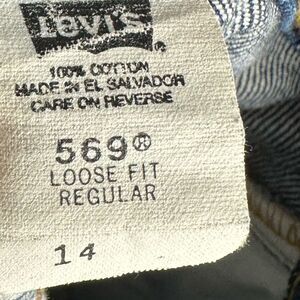 Levi's
100% COTTON
MADE IN EL SALVADOR
CARE ON REVERSE
569®
LOOSE FIT
REGULAR
14